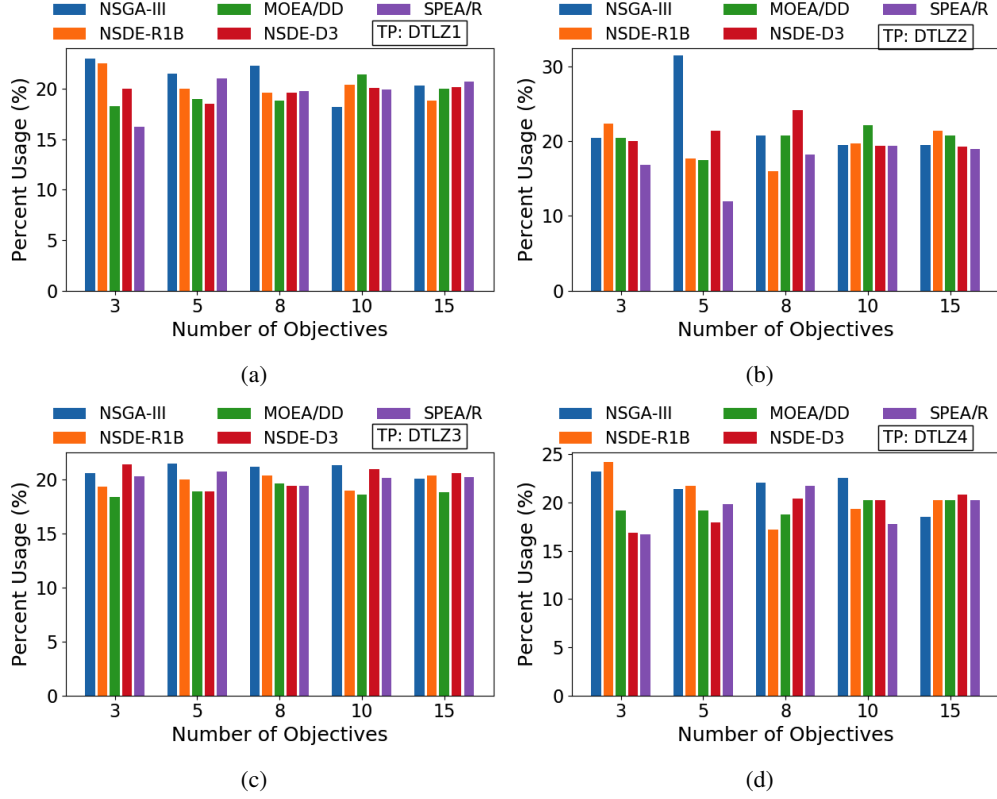 NSGA-III MOEA/DD SPEA/R
NSDE-R1B NSDE-D3 TP: DTLZ1
Percent Usage (%)
20
15
10
5
0
3 5 8 10 15
Number of Objectives
(a)
NSGA-III MOEA/DD SPEA/R
NSDE-R1B NSDE-D3 TP: DTLZ2
Percent Usage (%)
30
20
10
0
3 5 8 10 15
Number of Objectives
(b)
NSGA-III MOEA/DD SPEA/R
NSDE-R1B NSDE-D3 TP: DTLZ3
Percent Usage (%)
20
15
10
5
0
3 5 8 10 15
Number of Objectives
(c)
NSGA-III MOEA/DD SPEA/R
NSDE-R1B NSDE-D3 TP: DTLZ4
Percent Usage (%)
25
20
15
10
5
0
3 5 8 10 15
Number of Objectives
(d)